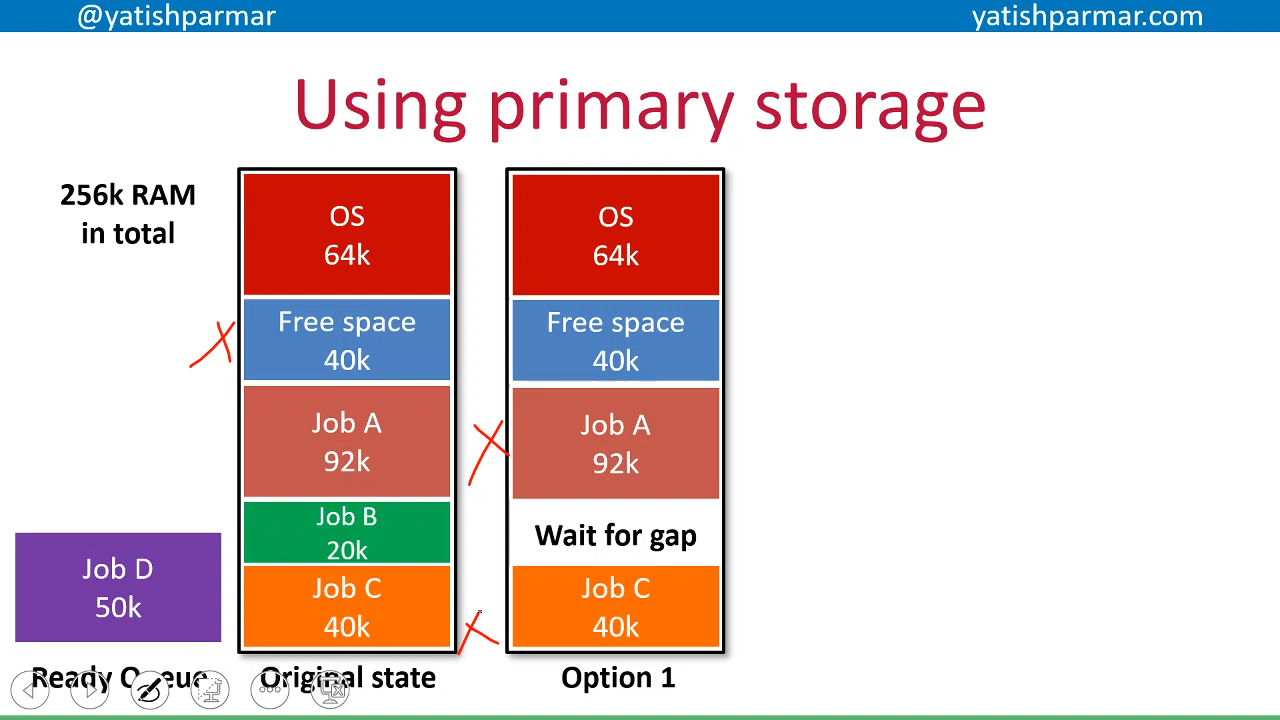 @yatishparmar
yatishparmar.com
Using primary storage
256k RAM
in total
OS
64k
Free space
40k
Job A
92k
Job B
20k
Job C
40k
OS
64k
Free space
40k
Job A
92k
Wait for gap
Job C
40k
Job D
50k
Ready Queue
Original state
Option 1